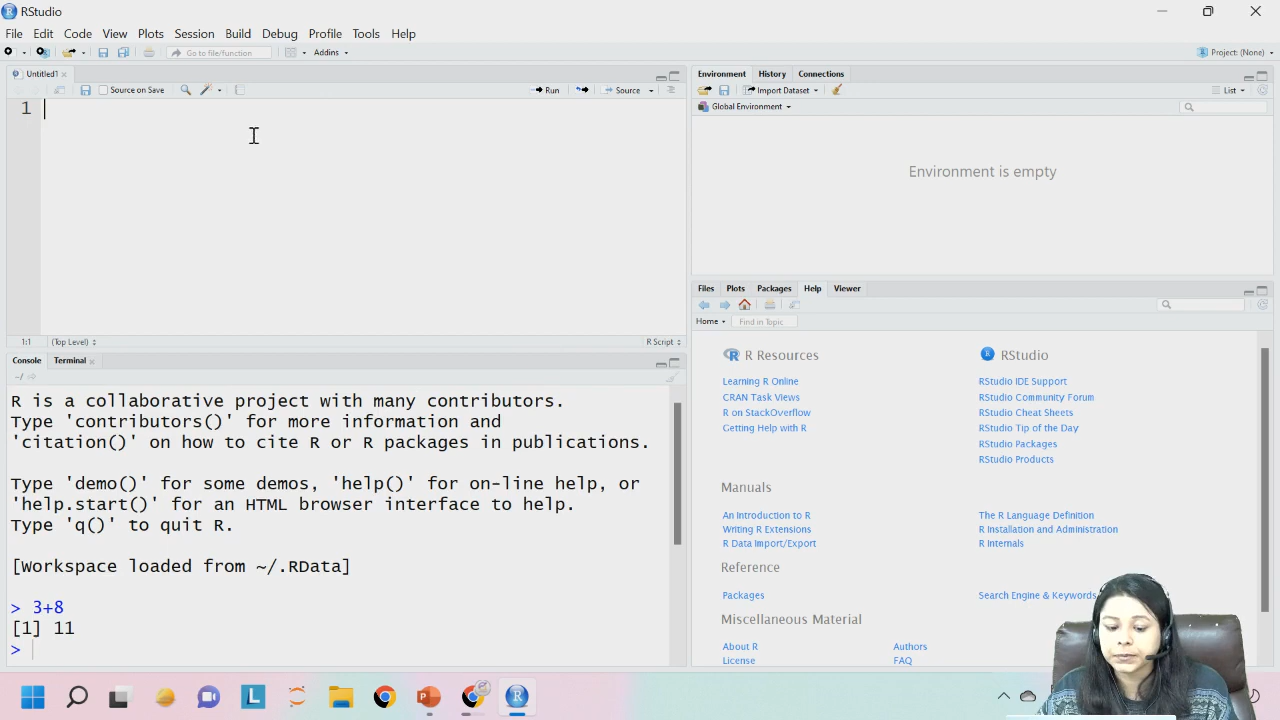 RStudio
File Edit Code View Plots Session Build Debug Profile Tools Help
Go to file/function Addins Project: (None)
Untitled1
Source on Save Run Source
1
1:1 (Top Level) R Script
Console Terminal
~/
R is a collaborative project with many contributors.
Type 'contributors()' for more information and
'citation()' on how to cite R or R packages in publications.
Type 'demo()' for some demos, 'help()' for on-line help, or
'help.start()' for an HTML browser interface to help.
Type 'q()' to quit R.
[Workspace loaded from ~/.RData]
> 3+8
[1] 11
>
Environment History Connections
Import Dataset List
Global Environment
Environment is empty
Files Plots Packages Help Viewer
Home Find in Topic
R Resources RStudio
Learning R Online RStudio IDE Support
CRAN Task Views RStudio Community Forum
R on StackOverflow RStudio Cheat Sheets
Getting Help with R RStudio Tip of the Day
RStudio Packages
RStudio Products
Manuals
An Introduction to R The R Language Definition
Writing R Extensions R Installation and Administration
R Data Import/Export R Internals
Reference
Packages Search Engine & Keywords
Miscellaneous Material
About R Authors
License FAQ